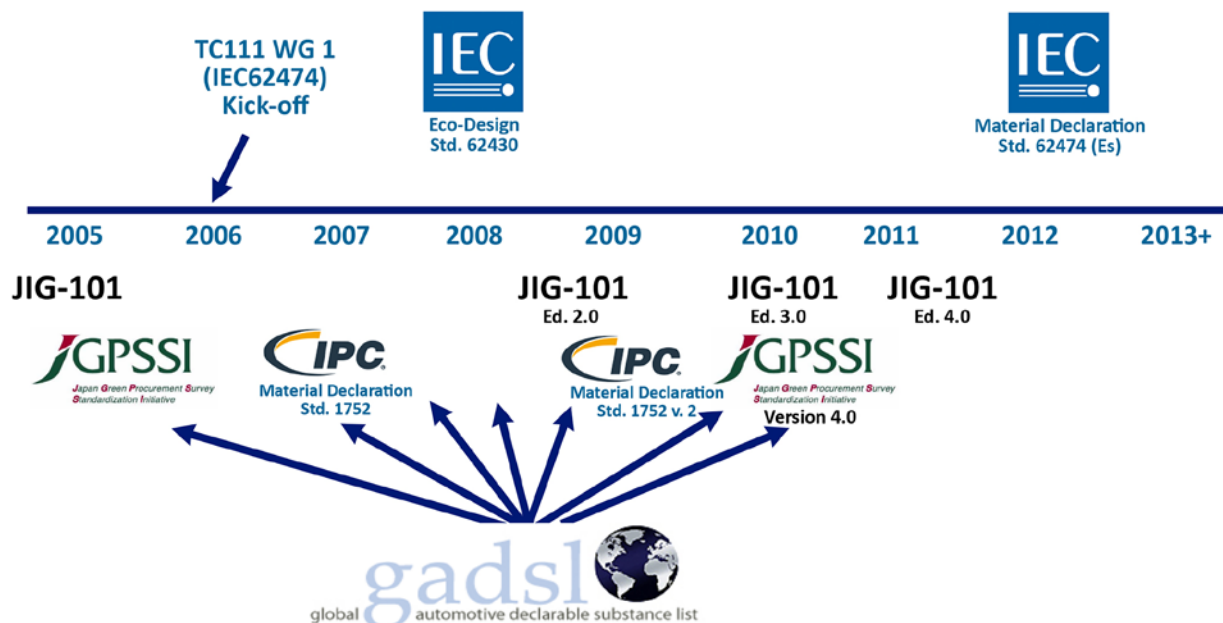 TC111 WG 1
(IEC62474)
Kick-off
IEC
Eco-Design
Std. 62430
IEC
Material Declaration
Std. 62474 (Es)
2005 2006 2007 2008 2009 2010 2011 2012 2013+
JIG-101
JIG-101
Ed. 2.0
JIG-101
Ed. 3.0
JIG-101
Ed. 4.0
JGPSSI
Japan Green Procurement Survey
Standardization Initiative
IPC
Material Declaration
Std. 1752
IPC
Material Declaration
Std. 1752 v. 2
JGPSSI
Japan Green Procurement Survey
Standardization Initiative
Version 4.0
gadsl
global automotive declarable substance list